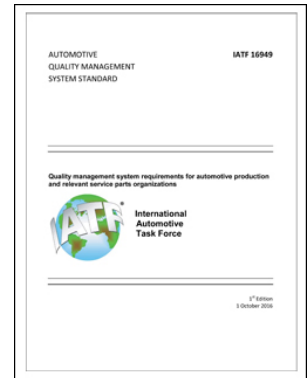 AUTOMOTIVE
QUALITY MANAGEMENT
SYSTEM STANDARD
IATF 16949
Quality management system requirements for automotive production
and relevant service parts organizations
IATF®
International
Automotive
Task Force
1st Edition
1 October 2016